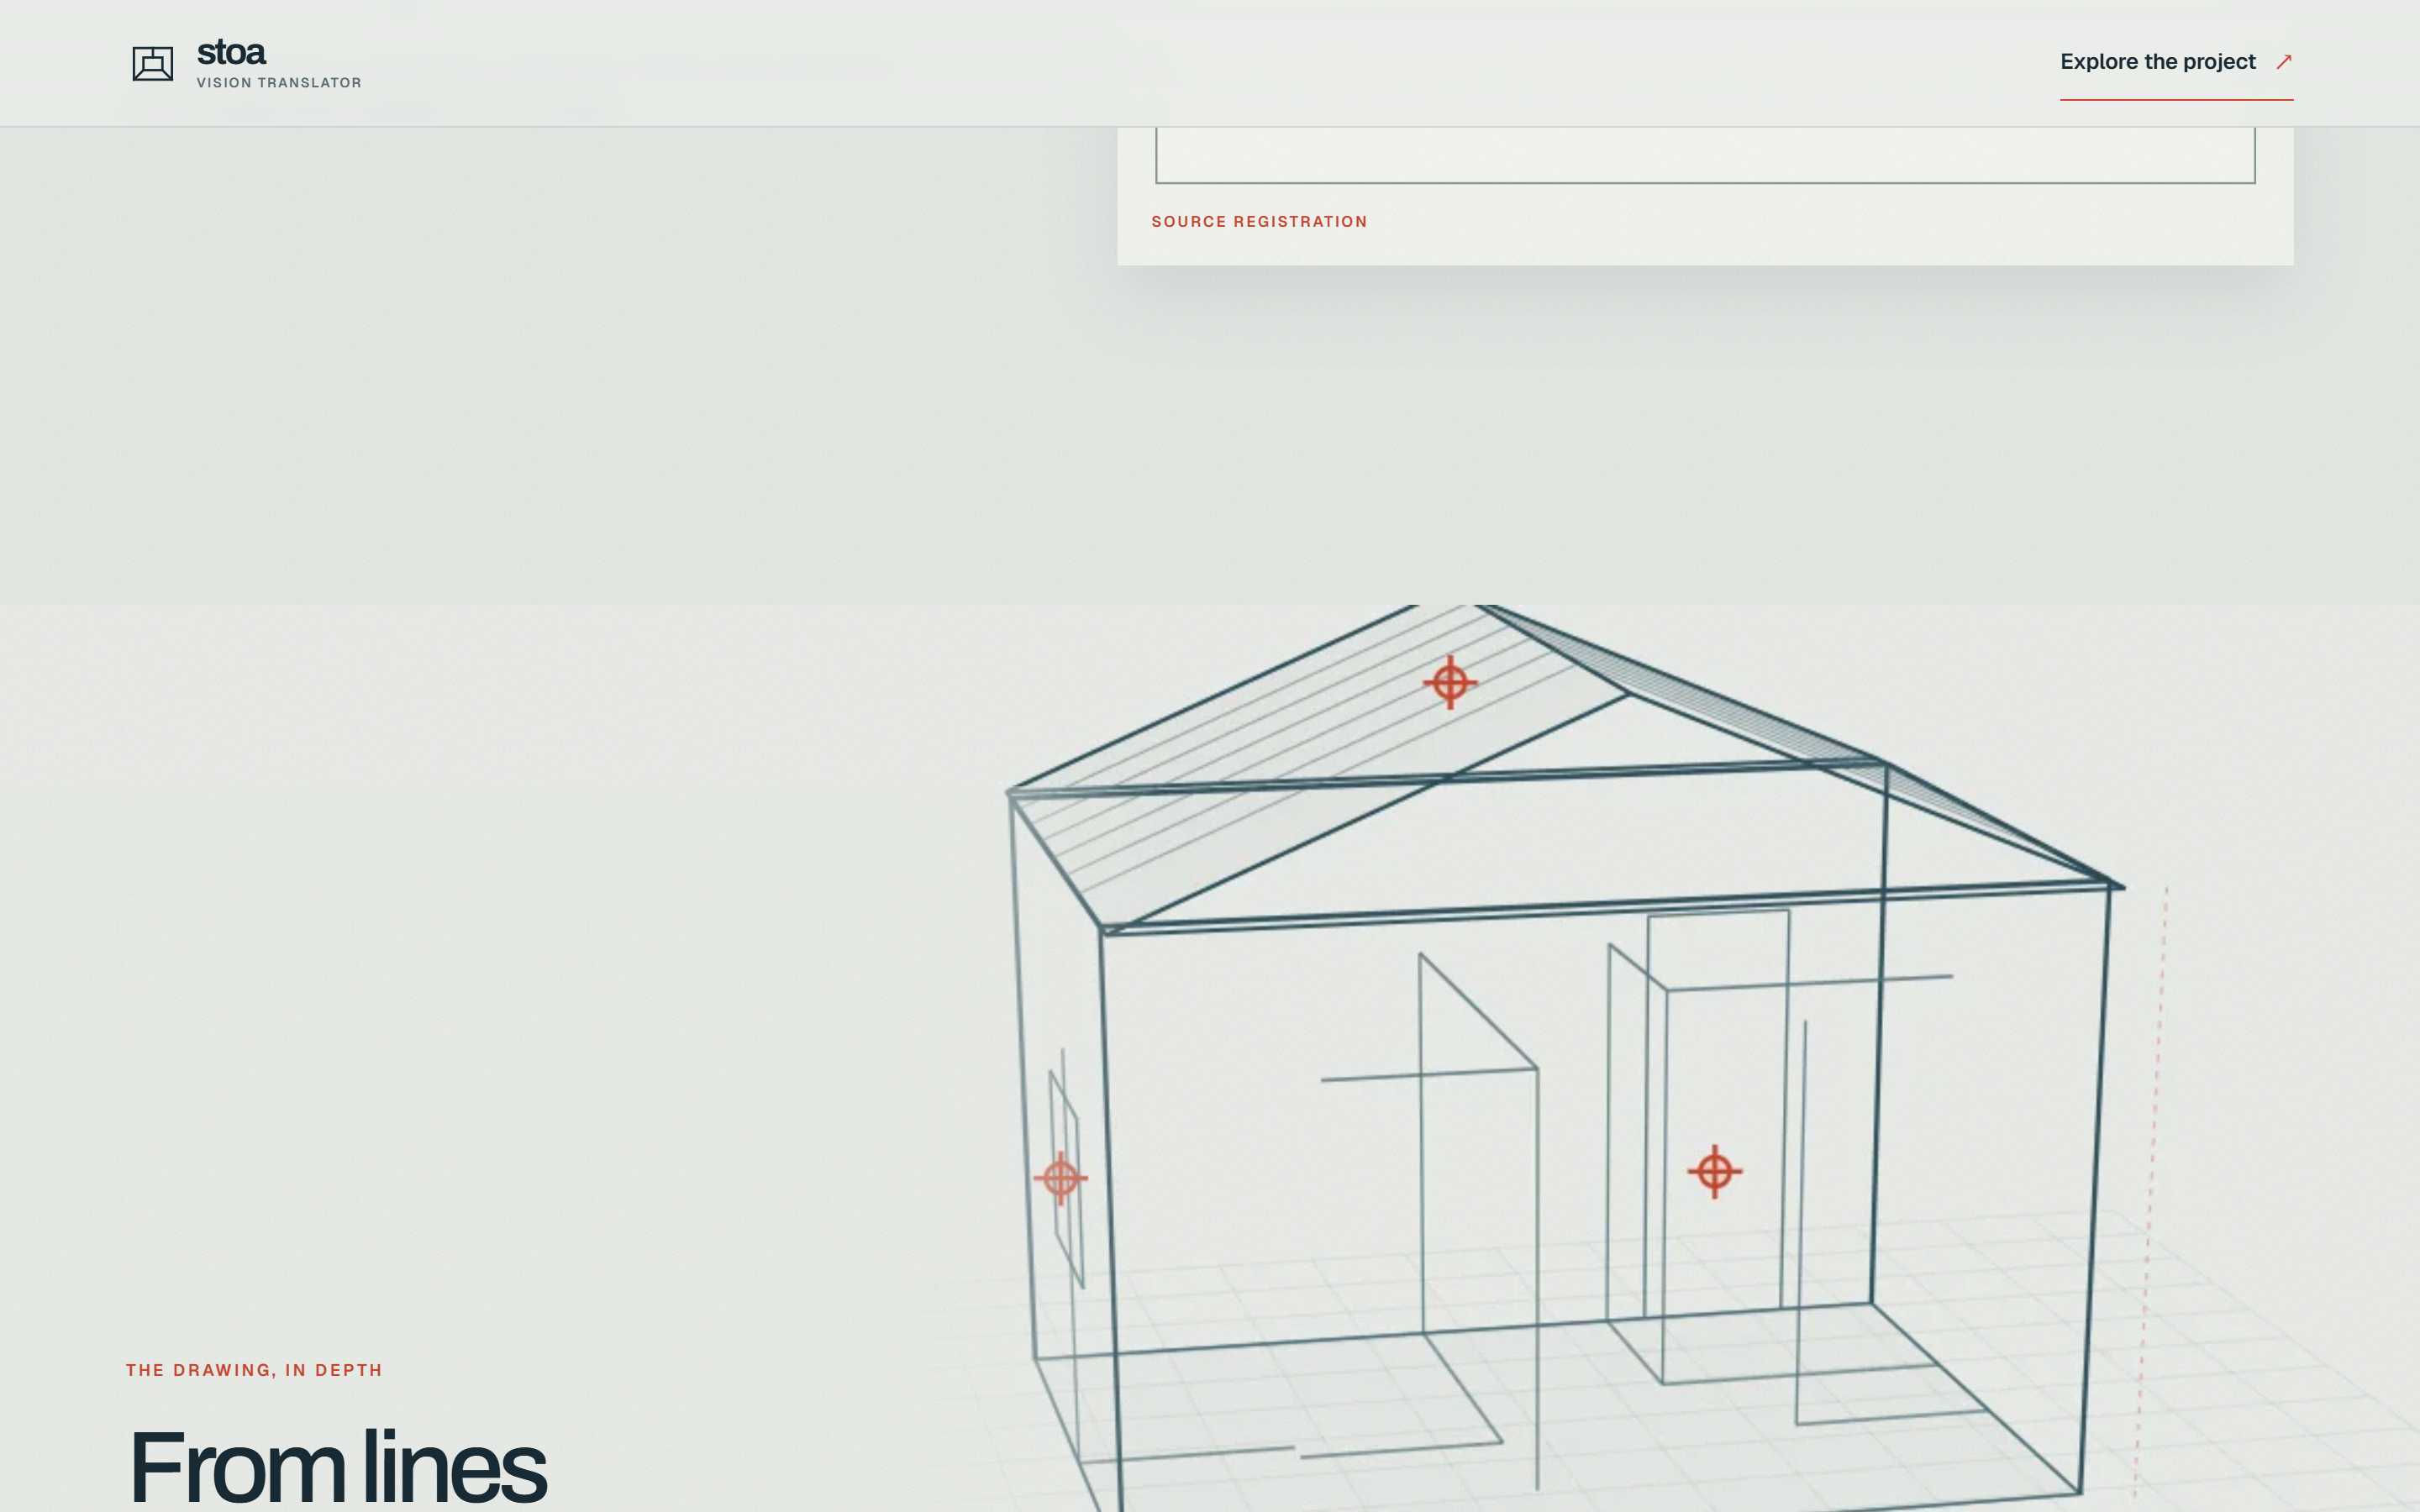 stoa
VISION TRANSLATOR
Explore the project ↗
SOURCE REGISTRATION
THE DRAWING, IN DEPTH
From lines